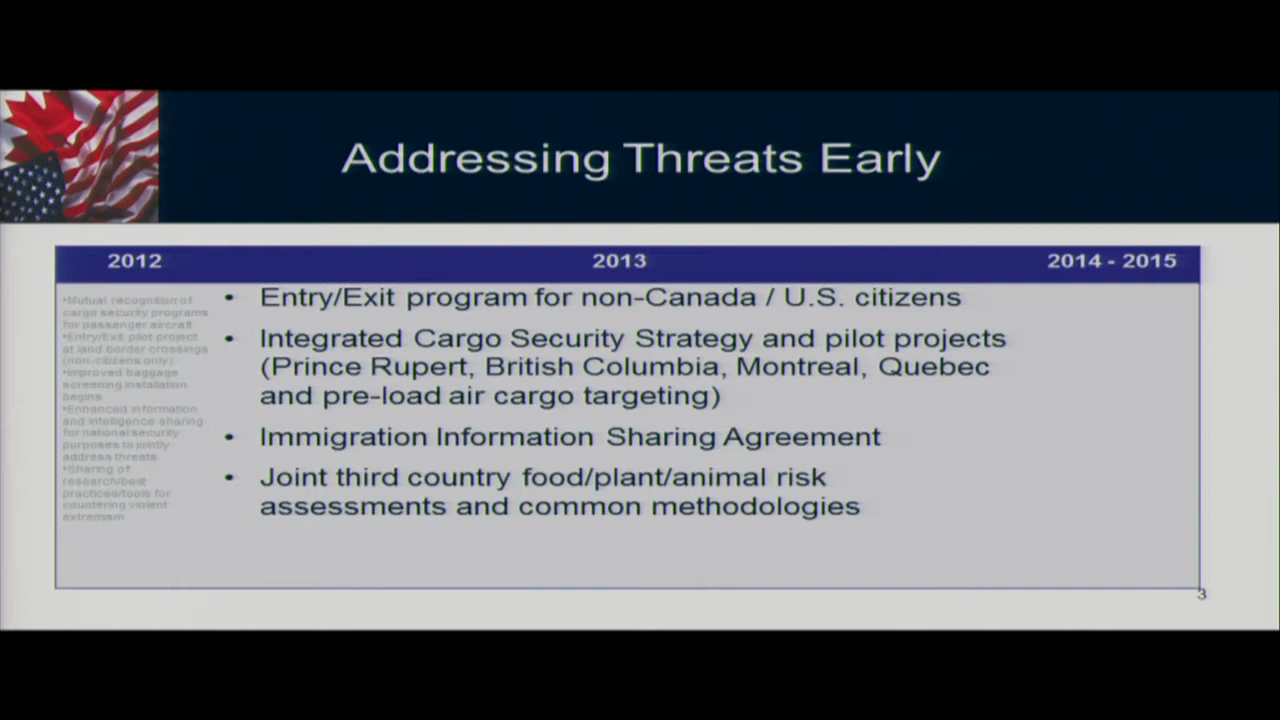 Addressing Threats Early
2012
2013
2014 - 2015
•Mutual recognition of
cargo security programs
for passenger aircraft
•Entry/Exit pilot project
at land border crossings
(non-citizens only)
•Improved baggage
screening installation
begins
•Enhanced information
and intelligence sharing
for national security
purposes to jointly
address threats
•Sharing of
research/best
practices/tools for
countering violent
extremism
• Entry/Exit program for non-Canada / U.S. citizens
• Integrated Cargo Security Strategy and pilot projects
(Prince Rupert, British Columbia, Montreal, Quebec
and pre-load air cargo targeting)
• Immigration Information Sharing Agreement
• Joint third country food/plant/animal risk
assessments and common methodologies
3